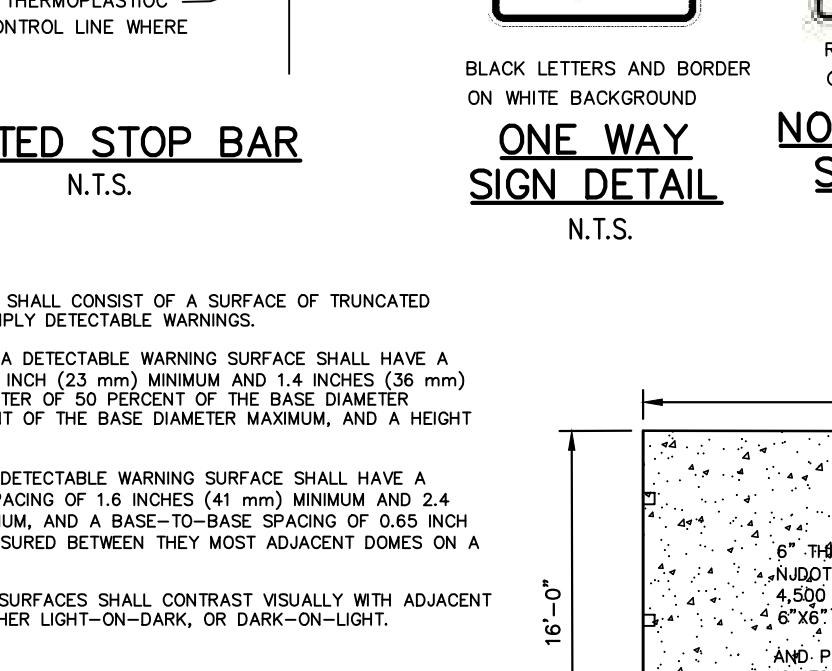 THERMOPLASTIOC
CONTROL LINE WHERE
BLACK LETTERS AND BORDER
ON WHITE BACKGROUND
STOP BAR
N.T.S.
ONE WAY
SIGN DETAIL
N.T.S.
NO
S
SHALL CONSIST OF A SURFACE OF TRUNCATED
DETECTABLE WARNINGS.
A DETECTABLE WARNING SURFACE SHALL HAVE A
INCH (23 mm) MINIMUM AND 1.4 INCHES (36 mm)
TER OF 50 PERCENT OF THE BASE DIAMETER
T OF THE BASE DIAMETER MAXIMUM, AND A HEIGHT
DETECTABLE WARNING SURFACE SHALL HAVE A
PACING OF 1.6 INCHES (41 mm) MINIMUM AND 2.4
UM, AND A BASE-TO-BASE SPACING OF 0.65 INCH
SURED BETWEEN THEY MOST ADJACENT DOMES ON A
SURFACES SHALL CONTRAST VISUALLY WITH ADJACENT
HER LIGHT-ON-DARK, OR DARK-ON-LIGHT.
16'-0"
6" TH
NJDOT
4,500
6"X6"
AND P